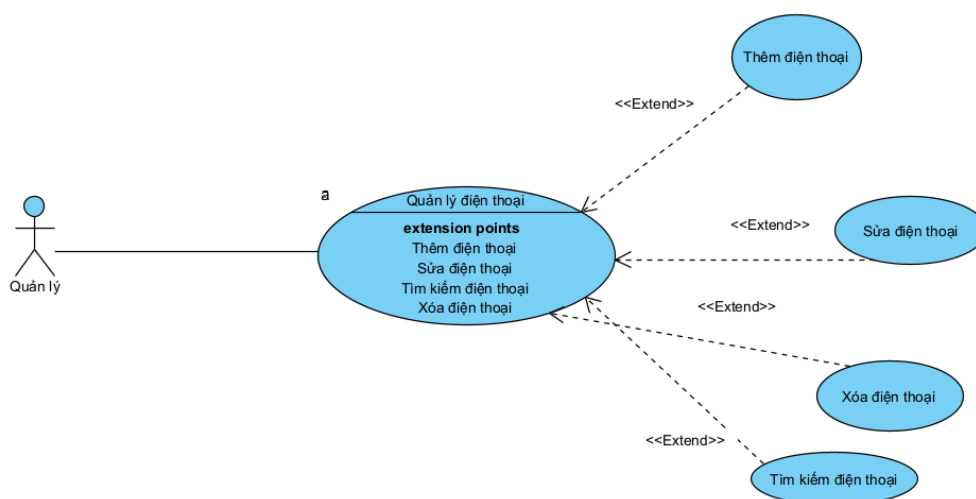 Thêm điện thoại
<<Extend>>
a
Quản lý điện thoại
extension points
Thêm điện thoại
Sửa điện thoại
Tìm kiếm điện thoại
Xóa điện thoại
Quản lý
<<Extend>>
Sửa điện thoại
<<Extend>>
Xóa điện thoại
<<Extend>>
Tìm kiếm điện thoại